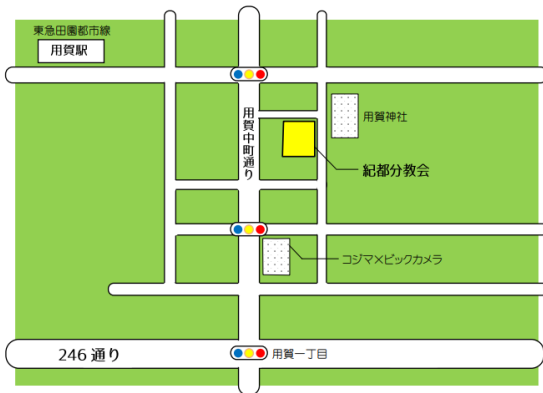 東急田園都市線
用賀駅
用賀中町通り
用賀神社
紀都分教会
コジマ×ビックカメラ
246 通り
用賀一丁目